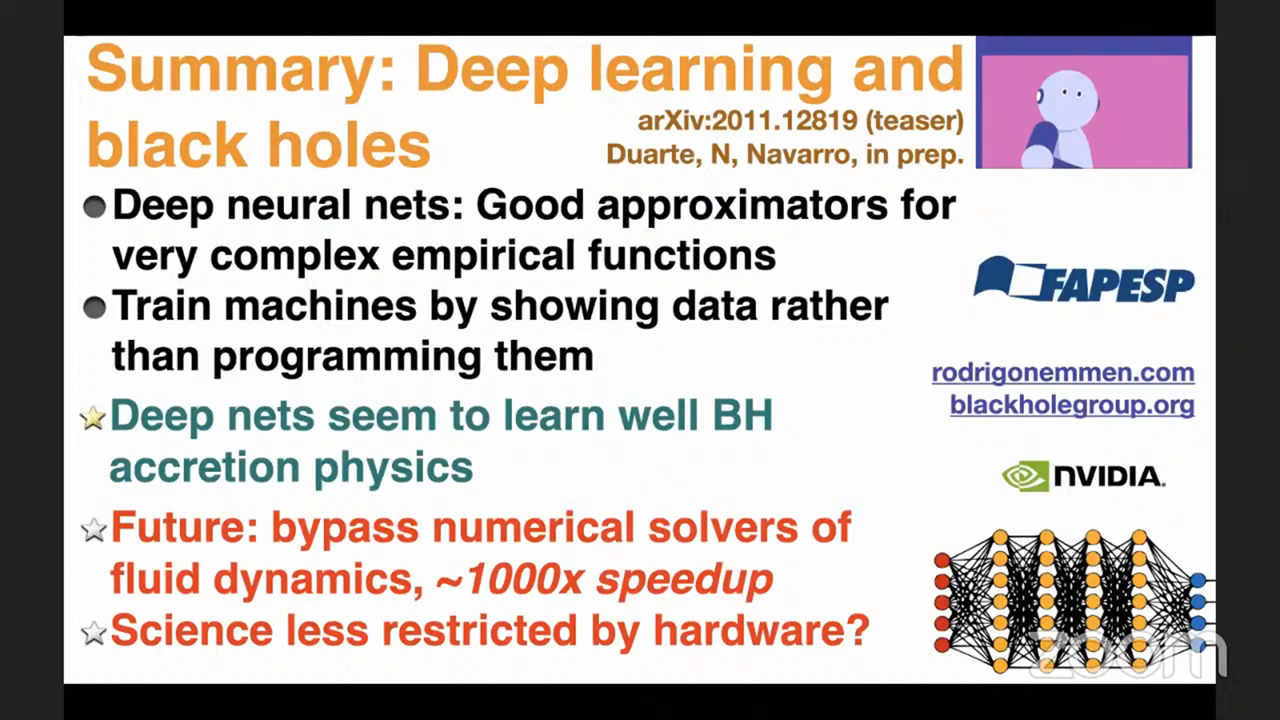 Summary: Deep learning and
black holes
arXiv:2011.12819 (teaser)
Duarte, N, Navarro, in prep.
Deep neural nets: Good approximators for
very complex empirical functions
Train machines by showing data rather
than programming them
Deep nets seem to learn well BH
accretion physics
Future: bypass numerical solvers of
fluid dynamics, ~1000x speedup
Science less restricted by hardware?
FAPESP
rodrigonemmen.com
blackholegroup.org
NVIDIA.
zoom